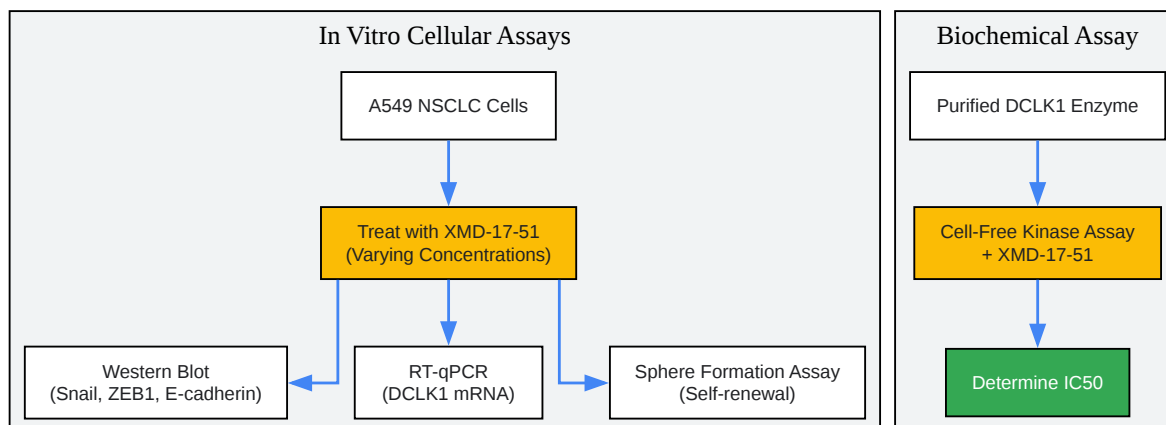 In Vitro Cellular Assays
A549 NSCLC Cells
Treat with XMD-17-51
(Varying Concentrations)
Western Blot
(Snail, ZEB1, E-cadherin)
RT-qPCR
(DCLK1 mRNA)
Sphere Formation Assay
(Self-renewal)
Biochemical Assay
Purified DCLK1 Enzyme
Cell-Free Kinase Assay
+ XMD-17-51
Determine IC50